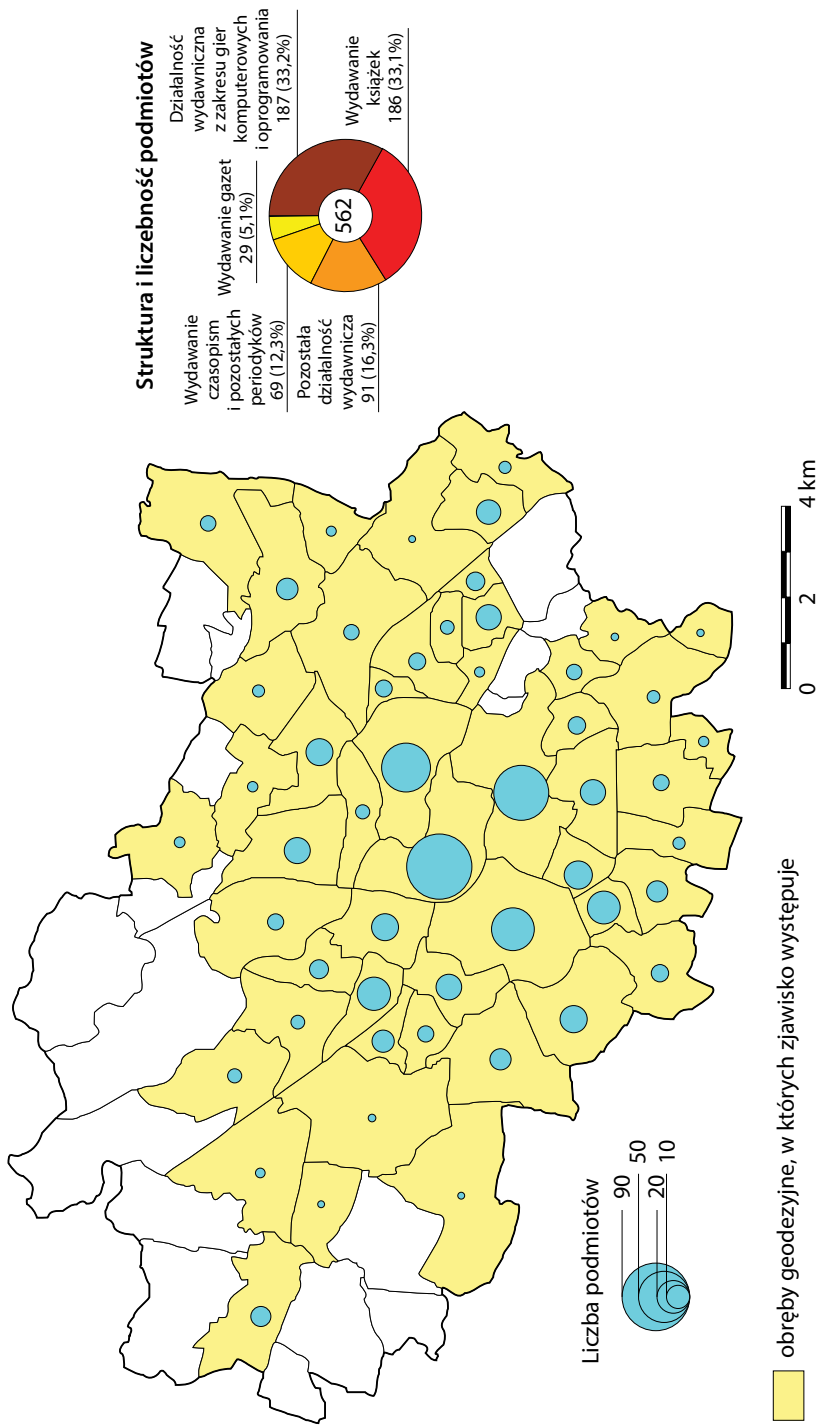 Struktura i liczebność podmiotów
Działalność
wydawnicza
z zakresu gier
komputerowych
i oprogramowania
187 (33,2%)
Wydawanie
książek
186 (33,1%)
Wydawanie gazet
29 (5,1%)
Wydawanie
czasopism
i pozostałych
periodyków
69 (12,3%)
Pozostała
działalność
wydawnicza
91 (16,3%)
562
Liczba podmiotów
90
50
20
10
obręby geodezyjne, w których zjawisko występuje
0
2
4 km